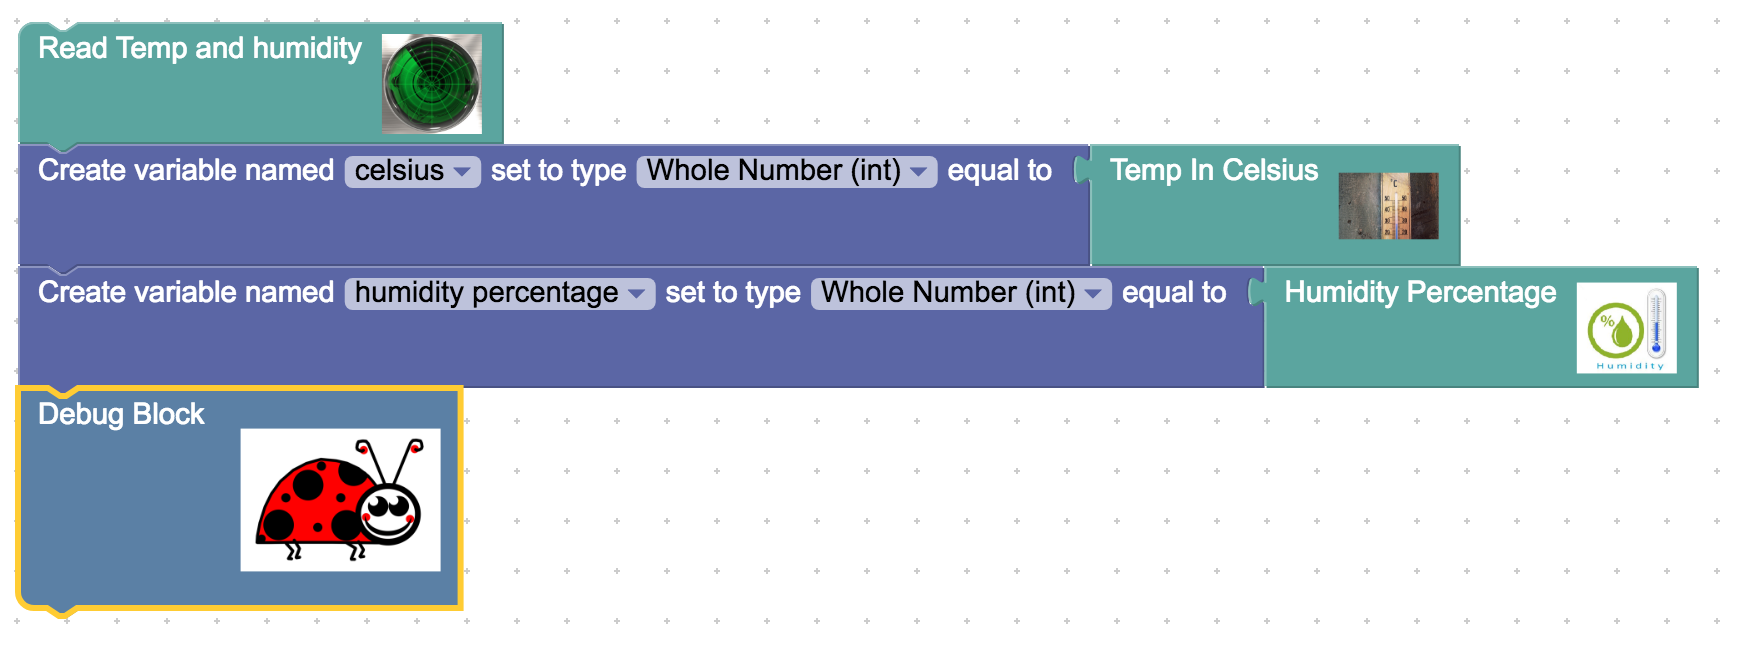 Read Temp and humidity
Create variable named celsius set to type Whole Number (int) equal to Temp In Celsius
°C
Create variable named humidity percentage set to type Whole Number (int) equal to Humidity Percentage
%
Humidity
Debug Block